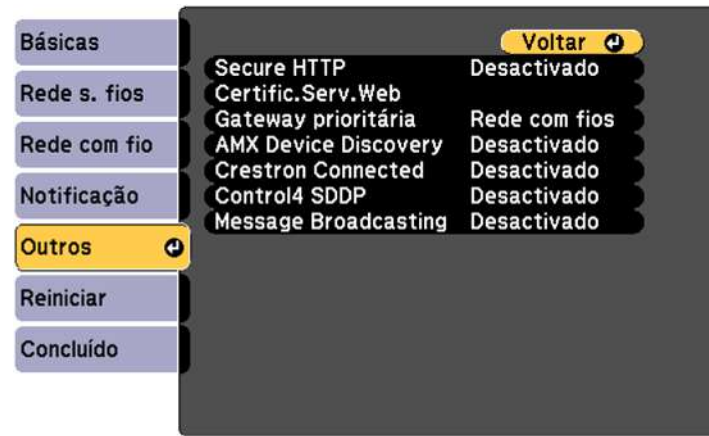 Básicas
Rede s. fios
Rede com fio
Notificação
Outros
Reiniciar
Concluído
Voltar
Secure HTTP Desactivado
Certific.Serv.Web
Gateway prioritária Rede com fios
AMX Device Discovery Desactivado
Crestron Connected Desactivado
Control4 SDDP Desactivado
Message Broadcasting Desactivado